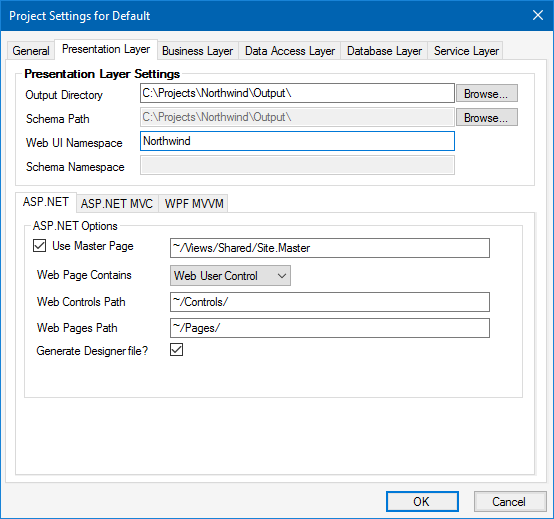 Project Settings for Default
General Presentation Layer Business Layer Data Access Layer Database Layer Service Layer
Presentation Layer Settings
Output Directory C:\Projects\Northwind\Output\ Browse...
Schema Path C:\Projects\Northwind\Output\ Browse...
Web UI Namespace Northwind
Schema Namespace
ASP.NET ASP.NET MVC WPF MVVM
ASP.NET Options
Use Master Page ~/Views/Shared/Site.Master
Web Page Contains Web User Control
Web Controls Path ~/Controls/
Web Pages Path ~/Pages/
Generate Designer file?
OK Cancel